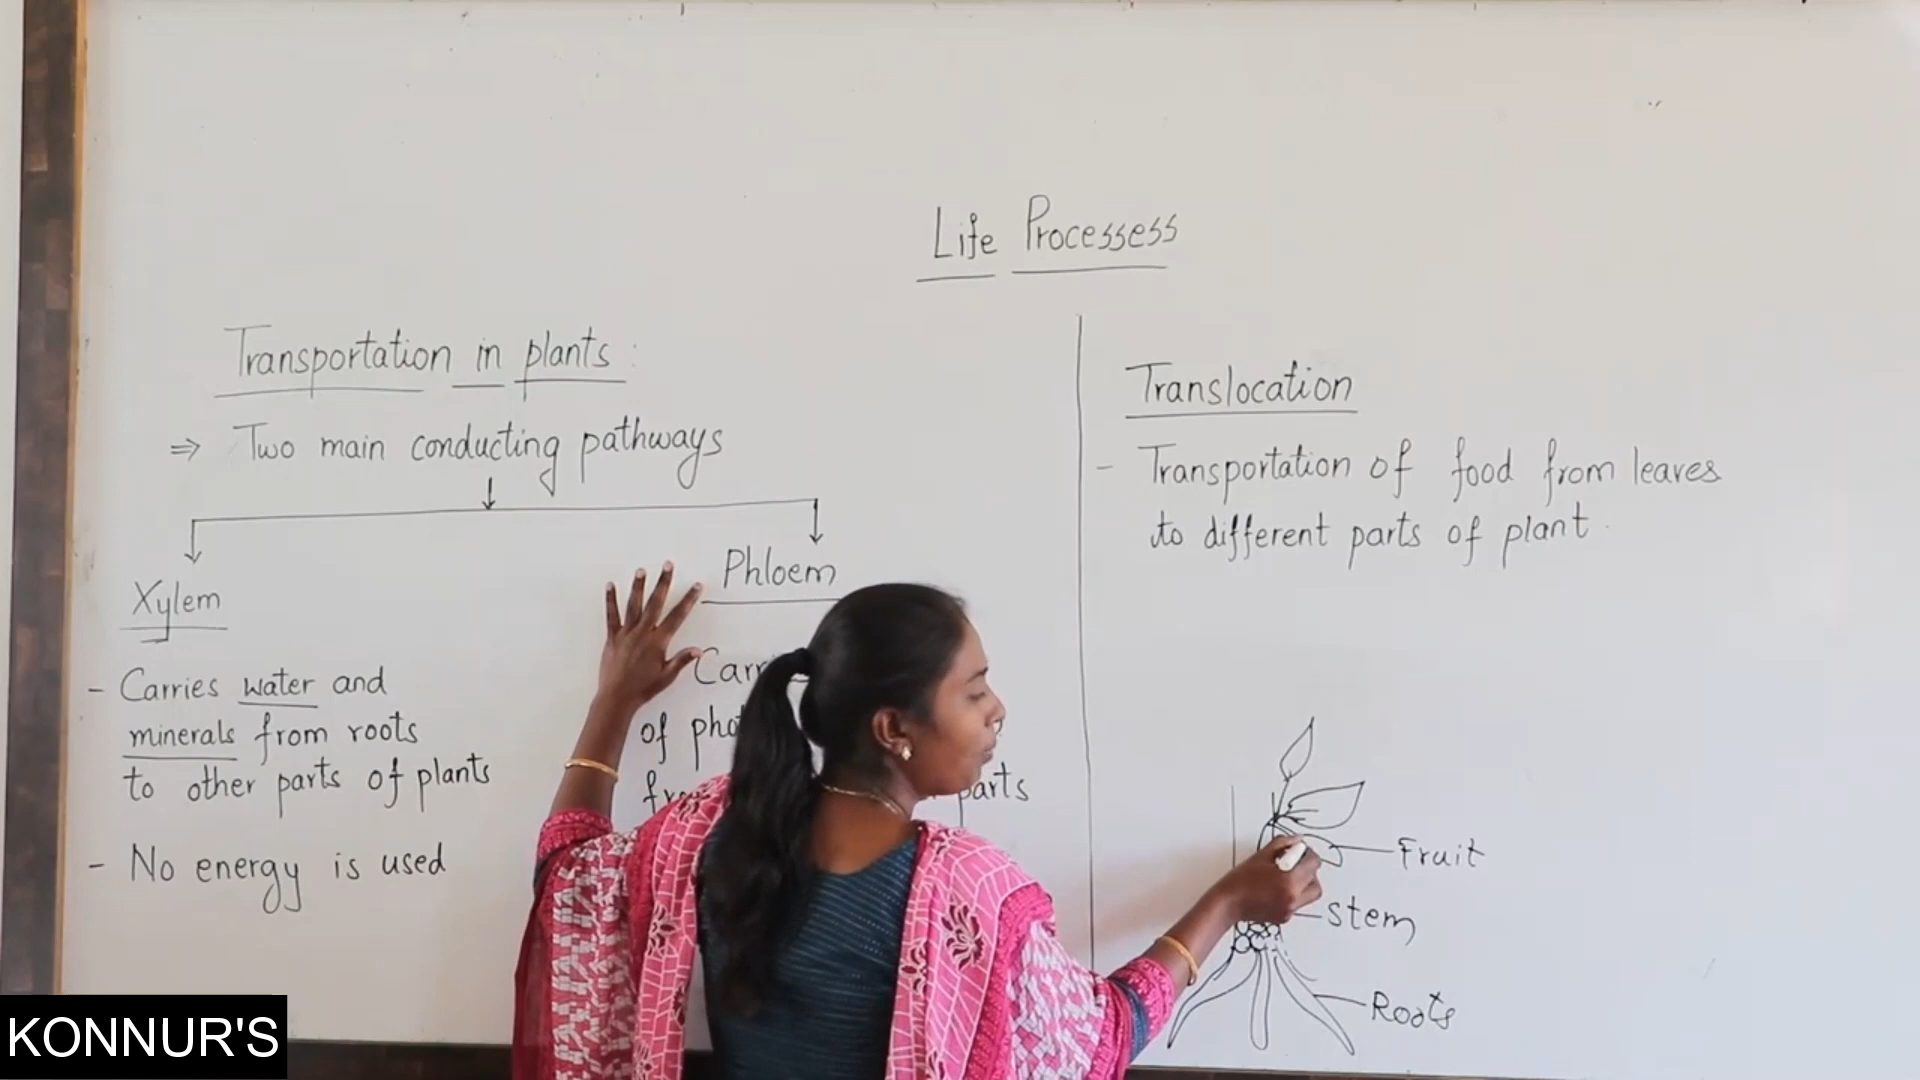 Life Processess
Transportation in plants :
⇒ Two main conducting pathways
Xylem
- Carries water and
minerals from roots
to other parts of plants
- No energy is used
Phloem
of
parts
Translocation
- Transportation of food from leaves
to different parts of plant.
Fruit
Stem
Roots
KONNUR'S